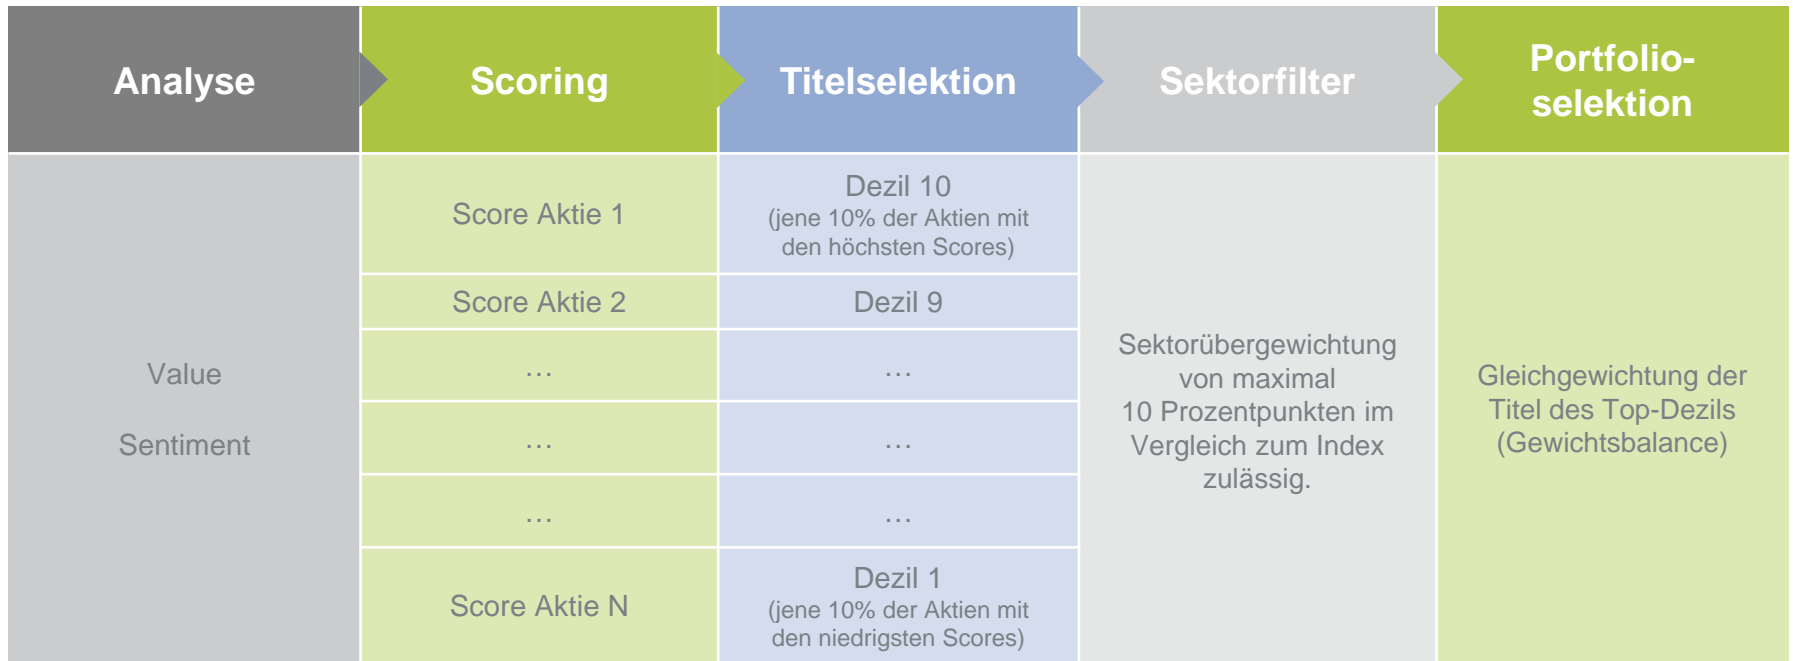 Analyse
Scoring
Titelselektion
Sektorfilter
Portfolio-
selektion
Value
Sentiment
Score Aktie 1
Score Aktie 2
…
…
…
Score Aktie N
Dezil 10
(jene 10% der Aktien mit
den höchsten Scores)
Dezil 9
…
…
…
Dezil 1
(jene 10% der Aktien mit
den niedrigsten Scores)
Sektorübergewichtung
von maximal
10 Prozentpunkten im
Vergleich zum Index
zulässig.
Gleichgewichtung der
Titel des Top-Dezils
(Gewichtsbalance)